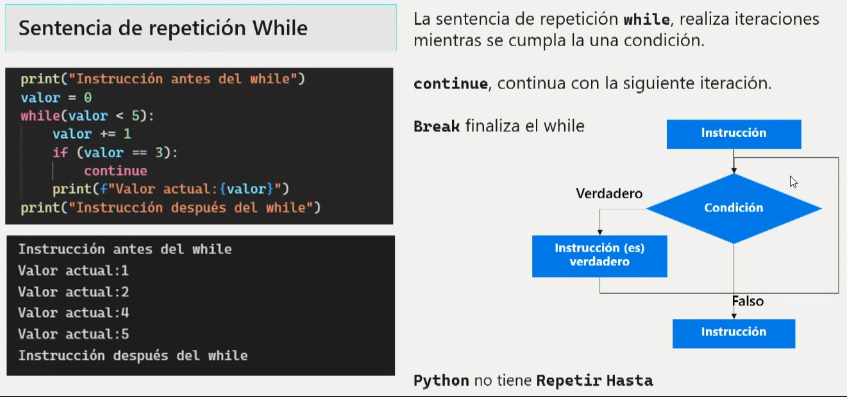 Sentencia de repetición While
print("Instrucción antes del while")
valor = 0
while(valor < 5):
    valor += 1
    if (valor == 3):
        continue
    print(f"Valor actual:{valor}")
print("Instrucción después del while")
Instrucción antes del while
Valor actual:1
Valor actual:2
Valor actual:4
Valor actual:5
Instrucción después del while
La sentencia de repetición while, realiza iteraciones
mientras se cumpla la una condición.
continue, continua con la siguiente iteración.
Break finaliza el while
Instrucción
Verdadero
Condición
Instrucción (es)
verdadero
Falso
Instrucción
Python no tiene Repetir Hasta